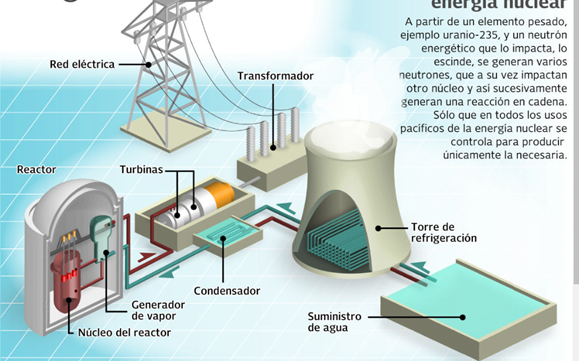 energía nuclear
A partir de un elemento pesado,
ejemplo uranio-235, y un neutrón
energético que lo impacta, lo
escinde, se generan varios
neutrones, que a su vez impactan
otro núcleo y así sucesivamente
generan una reacción en cadena.
Sólo que en todos los usos
pacíficos de la energía nuclear se
controla para producir
únicamente la necesaria.
Red eléctrica
Transformador
Reactor
Turbinas
Torre de
refrigeración
Condensador
Generador
de vapor
Suministro
de agua
Núcleo del reactor